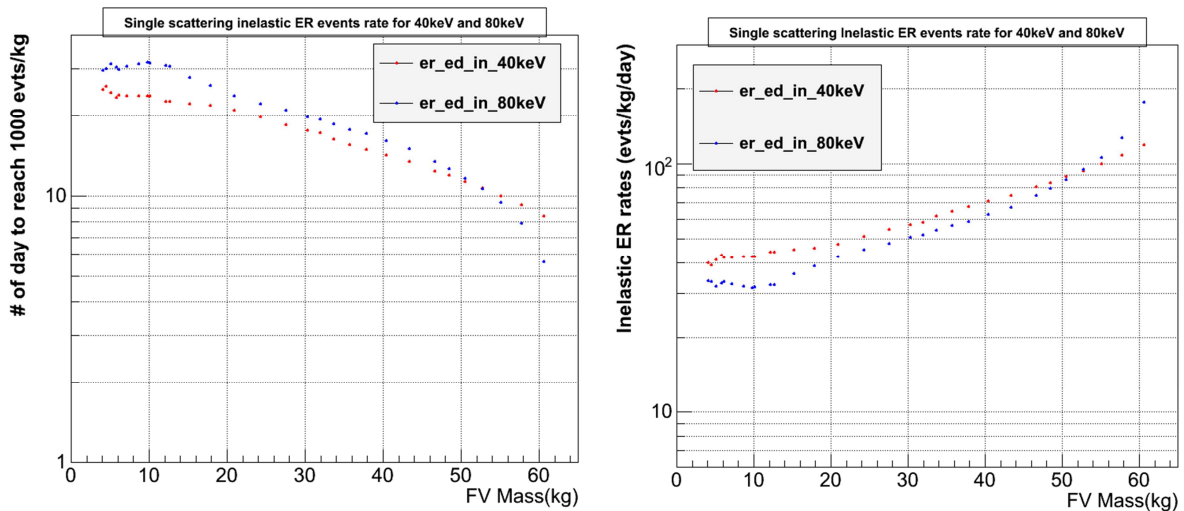 Single scattering inelastic ER events rate for 40keV and 80keV
# of day to reach 1000 evts/kg
er_ed_in_40keV
er_ed_in_80keV
10
1
0
10
20
30
40
50
60
FV Mass(kg)
Single scattering Inelastic ER events rate for 40keV and 80keV
Inelastic ER rates (evts/kg/day)
er_ed_in_40keV
er_ed_in_80keV
10²
10
0
10
20
30
40
50
60
FV Mass(kg)